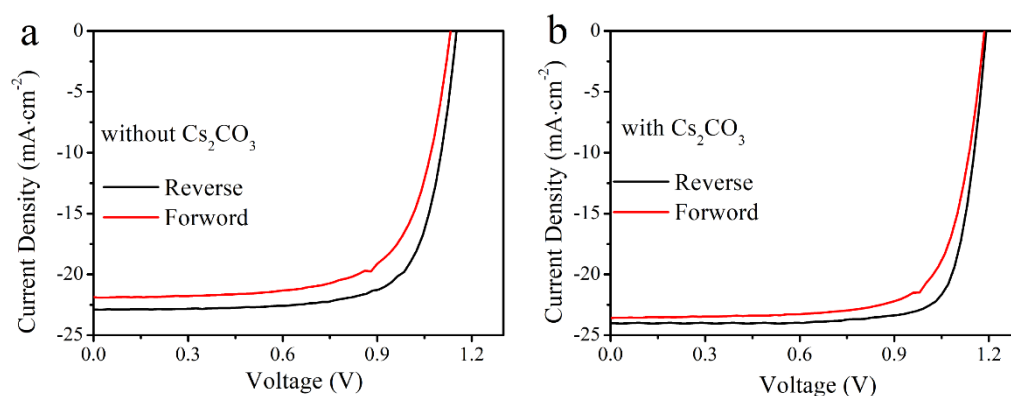 a
0
-5
-10
-15
-20
-25
Current Density (mA·cm⁻²)
without Cs₂CO₃
Reverse
Forword
0.0 0.3 0.6 0.9 1.2
Voltage (V)
b
0
-5
-10
-15
-20
-25
Current Density (mA·cm⁻²)
with Cs₂CO₃
Reverse
Forword
0.0 0.3 0.6 0.9 1.2
Voltage (V)